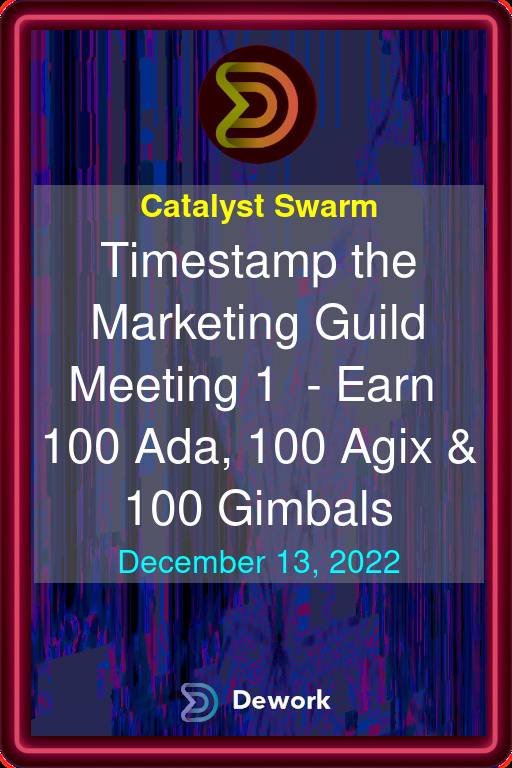 Catalyst Swarm
Timestamp the
Marketing Guild
Meeting 1  - Earn
100 Ada, 100 Agix &
100 Gimbals
December 13, 2022
Dework